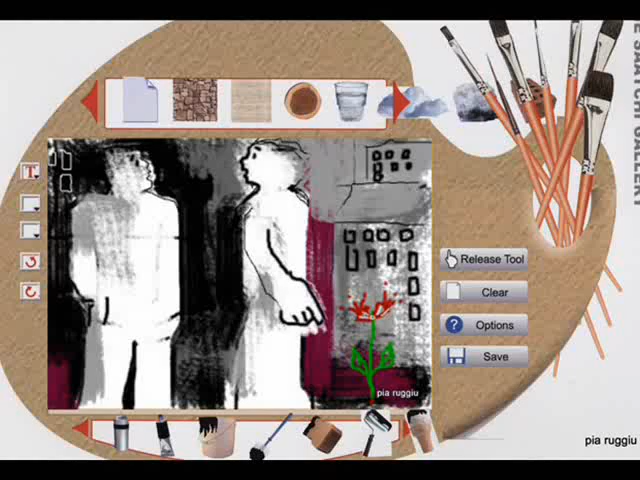 E SAATCHI GALLERY
T
Release Tool
Clear
? Options
Save
pia ruggiu
pia ruggiu